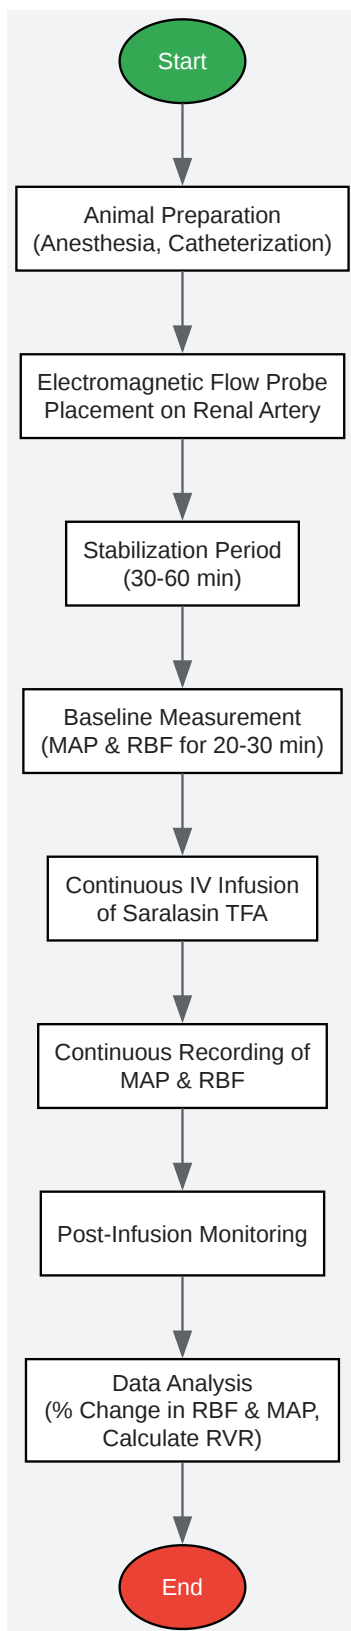 Start
Animal Preparation
(Anesthesia, Catheterization)
Electromagnetic Flow Probe
Placement on Renal Artery
Stabilization Period
(30-60 min)
Baseline Measurement
(MAP & RBF for 20-30 min)
Continuous IV Infusion
of Saralasin TFA
Continuous Recording of
MAP & RBF
Post-Infusion Monitoring
Data Analysis
(% Change in RBF & MAP,
Calculate RVR)
End